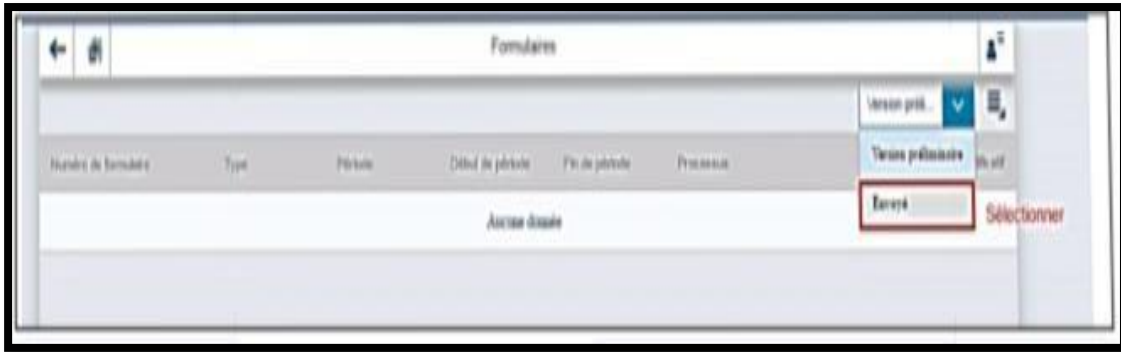 Formulaires
Version préli...
Numéro de formulaire Type Période Début de période Fin de période Processus
Version préliminaire
Aucune donnée
Envoyé
Sélectionner